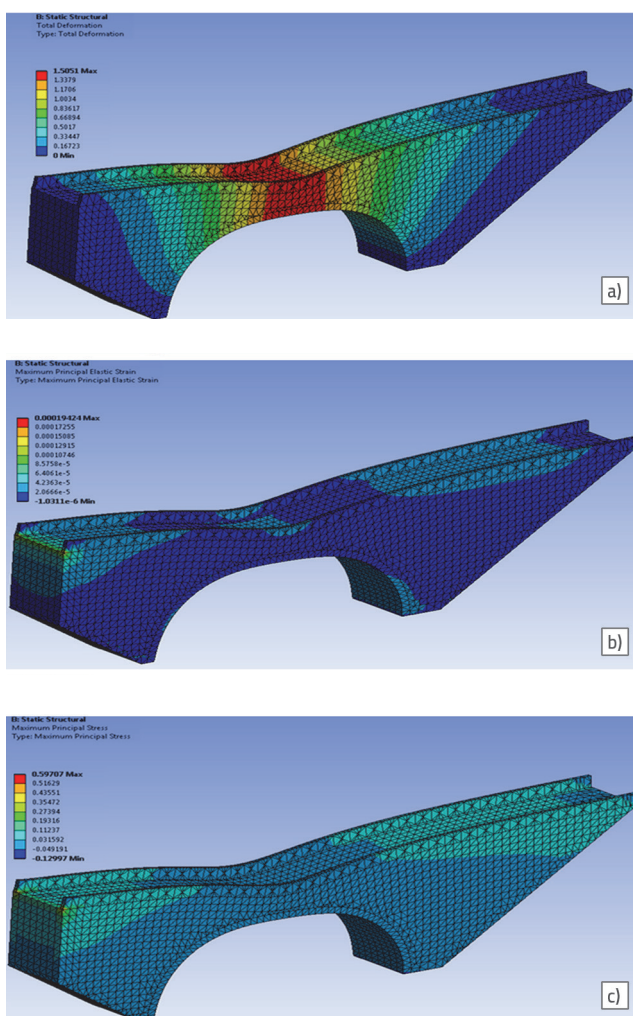 B: Static Structural
Total Deformation
Type: Total Deformation
1.5051 Max
1.3379
1.1706
1.0034
0.83617
0.66894
0.5017
0.33447
0.16723
0 Min
a)
B: Static Structural
Maximum Principal Elastic Strain
Type: Maximum Principal Elastic Strain
0.00019424 Max
0.00017255
0.00015085
0.00012915
0.00010746
8.5758e-5
6.4061e-5
4.2363e-5
2.0666e-5
-1.0311e-6 Min
b)
B: Static Structural
Maximum Principal Stress
Type: Maximum Principal Stress
0.59707 Max
0.51629
0.43551
0.35472
0.27394
0.19316
0.11237
0.031592
-0.049191
-0.12997 Min
c)